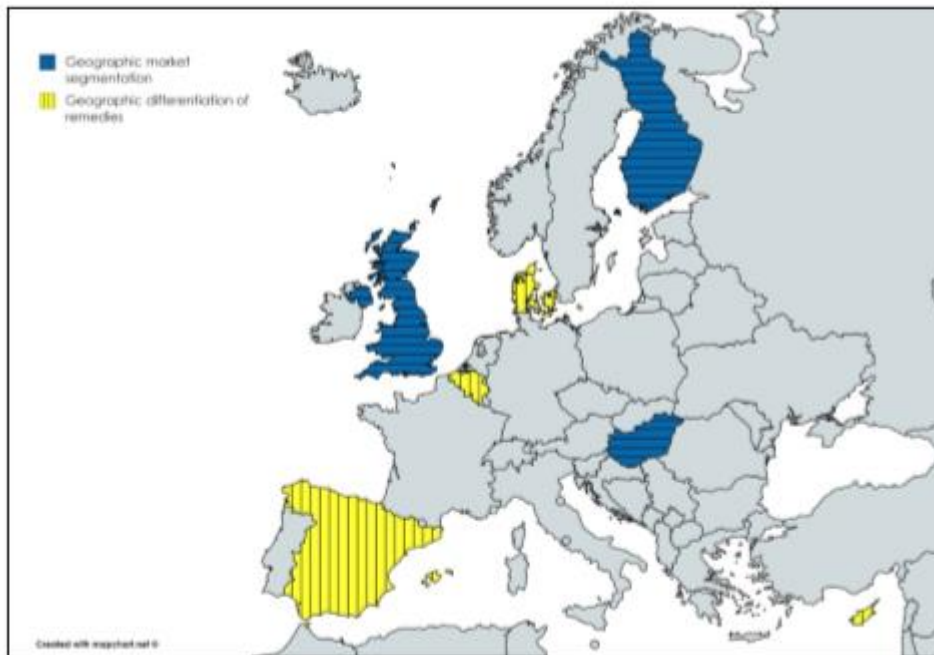 Geographic market
segmentation
Geographic differentiation of
remedies
Created with mapchart.net ©